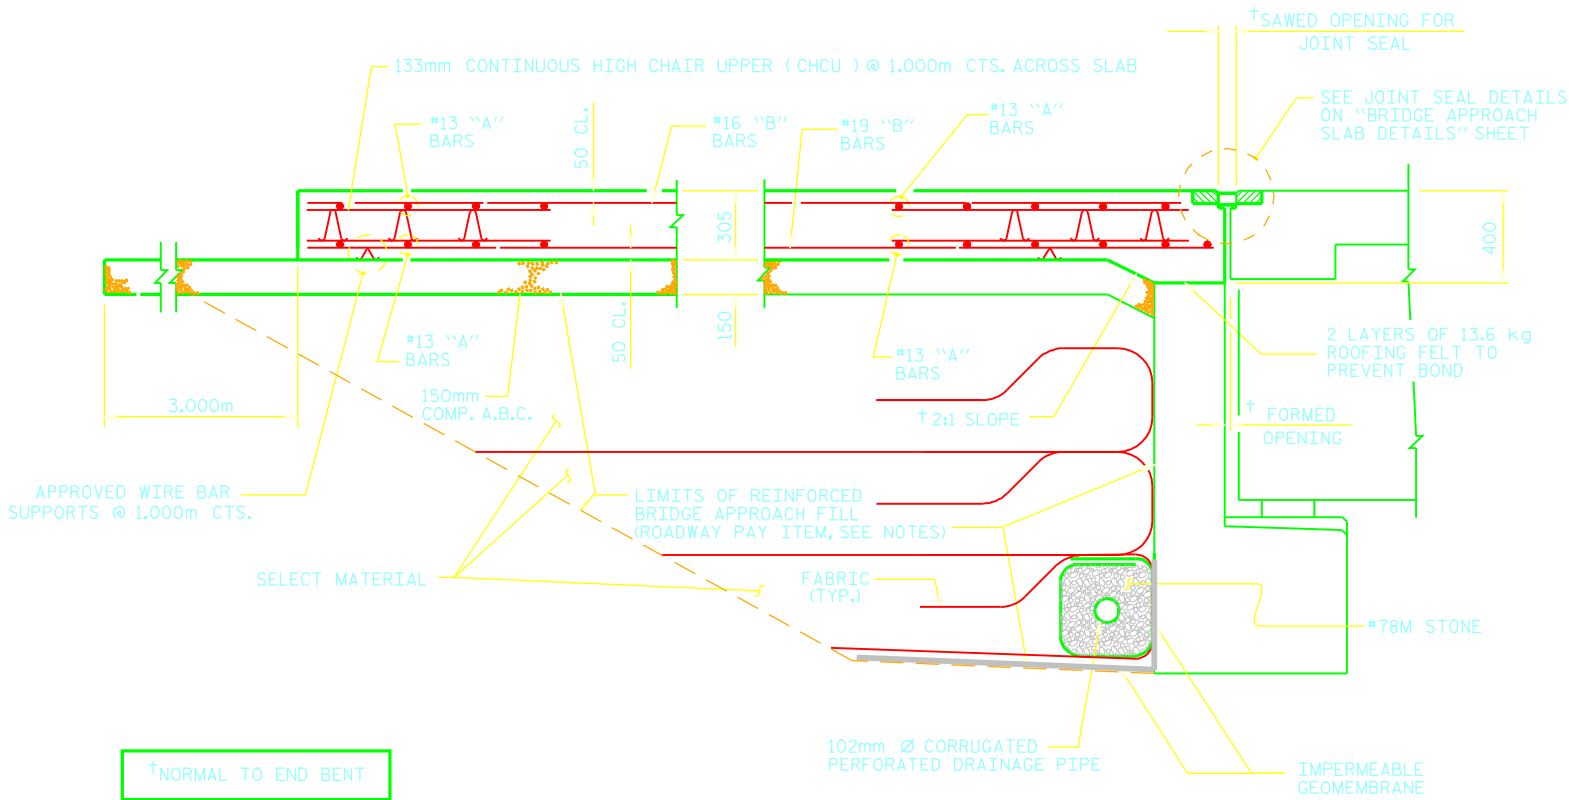 †SAWED OPENING FOR
JOINT SEAL
133mm CONTINUOUS HIGH CHAIR UPPER ( CHCU ) @ 1.000m CTS. ACROSS SLAB
SEE JOINT SEAL DETAILS
ON "BRIDGE APPROACH
SLAB DETAILS" SHEET
#13 "A"
BARS
50 CL.
#16 "B"
BARS
#19 "B"
BARS
#13 "A"
BARS
305
400
150
50 CL.
#13 "A"
BARS
#13 "A"
BARS
2 LAYERS OF 13.6 kg
ROOFING FELT TO
PREVENT BOND
3.000m
150mm
COMP. A.B.C.
†2:1 SLOPE
† FORMED
OPENING
APPROVED WIRE BAR
SUPPORTS @ 1.000m CTS.
LIMITS OF REINFORCED
BRIDGE APPROACH FILL
(ROADWAY PAY ITEM, SEE NOTES)
SELECT MATERIAL
FABRIC
(TYP.)
#78M STONE
102mm Ø CORRUGATED
PERFORATED DRAINAGE PIPE
IMPERMEABLE
GEOMEMBRANE
†NORMAL TO END BENT